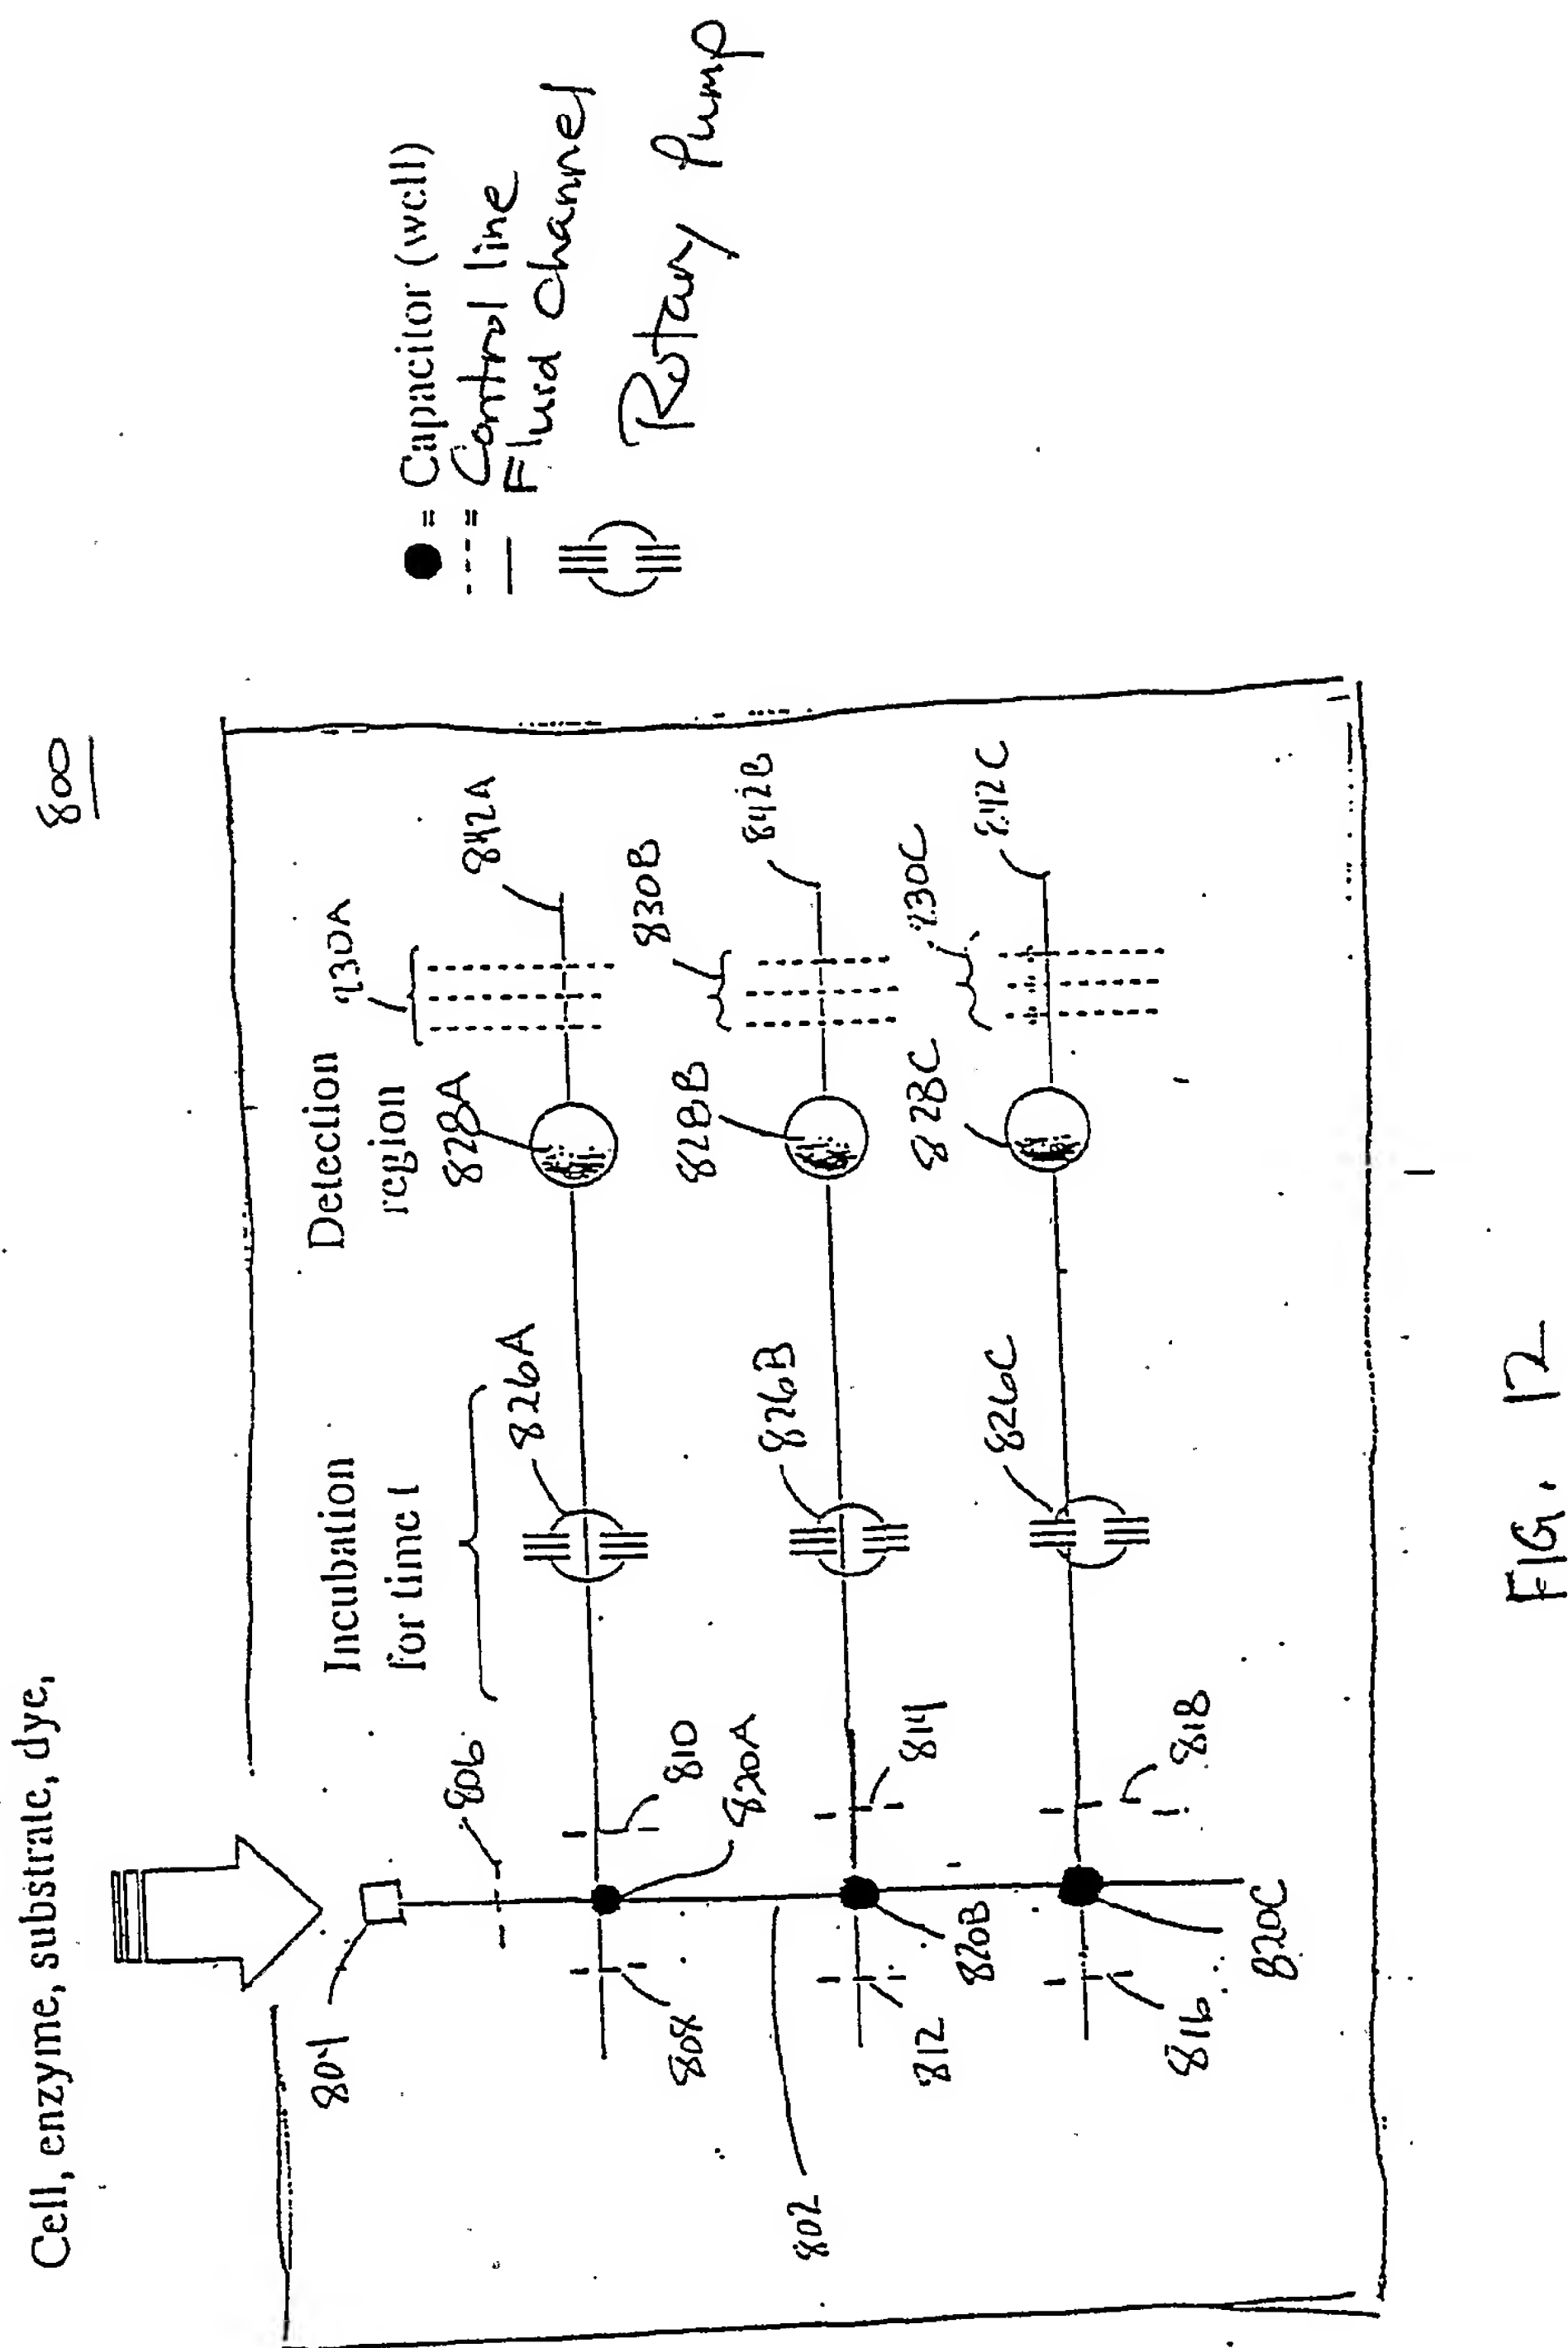 Cell, enzyme, substrate, dye,
800
● = Capacitor (well)
---= Control line
— Fluid channel
Rotary Pump
Incubation
for time t
Detection
region
804
806
808
810
820A
826A
828A
830A
842A
802
812
814
820B
826B
828B
830B
842B
816
818
820C
826C
828C
830C
842C
FIG. 12